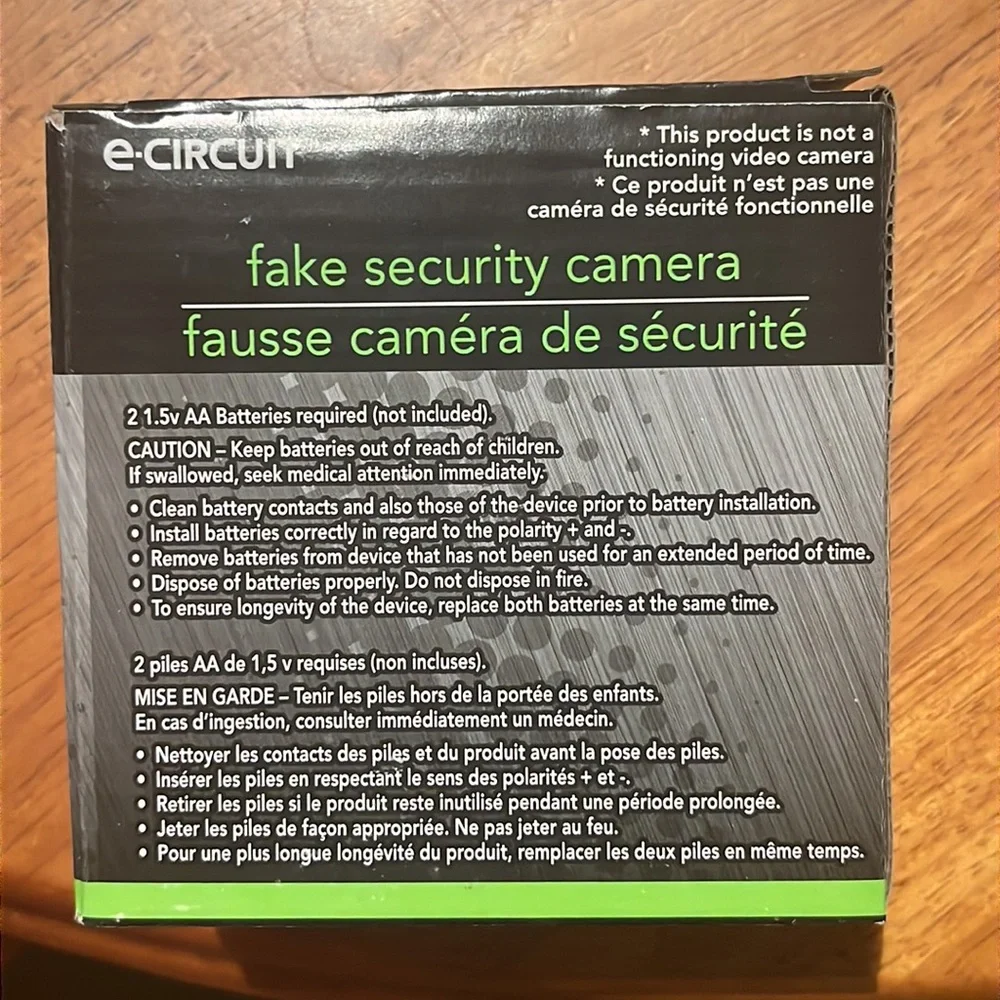 e·CIRCUIT
* This product is not a
functioning video camera
* Ce produit n'est pas une
caméra de sécurité fonctionnelle
fake security camera
fausse caméra de sécurité
2 1.5v AA Batteries required (not included).
CAUTION – Keep batteries out of reach of children.
If swallowed, seek medical attention immediately.
• Clean battery contacts and also those of the device prior to battery installation.
• Install batteries correctly in regard to the polarity + and -.
• Remove batteries from device that has not been used for an extended period of time.
• Dispose of batteries properly. Do not dispose in fire.
• To ensure longevity of the device, replace both batteries at the same time.
2 piles AA de 1,5 v requises (non incluses).
MISE EN GARDE – Tenir les piles hors de la portée des enfants.
En cas d'ingestion, consulter immédiatement un médecin.
• Nettoyer les contacts des piles et du produit avant la pose des piles.
• Insérer les piles en respectant le sens des polarités + et -.
• Retirer les piles si le produit reste inutilisé pendant une période prolongée.
• Jeter les piles de façon appropriée. Ne pas jeter au feu.
• Pour une plus longue longévité du produit, remplacer les deux piles en même temps.